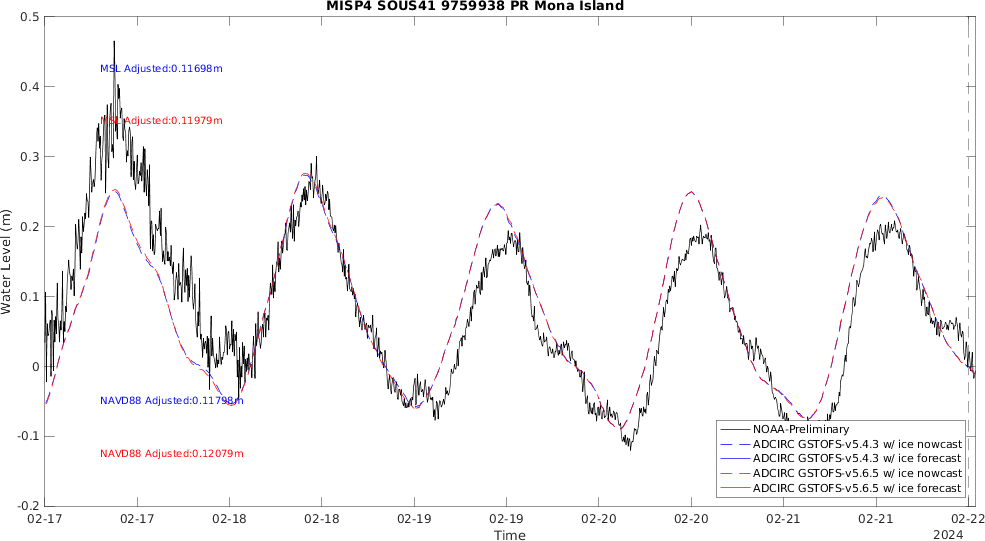 MISP4 SOUS41 9759938 PR Mona Island
0.5
0.4
0.3
0.2
0.1
0
-0.1
-0.2
Water Level (m)
MSL Adjusted:0.11698m
MSL Adjusted:0.11979m
NAVD88 Adjusted:0.11798m
NAVD88 Adjusted:0.12079m
NOAA-Preliminary
ADCIRC GSTOFS-v5.4.3 w/ ice nowcast
ADCIRC GSTOFS-v5.4.3 w/ ice forecast
ADCIRC GSTOFS-v5.6.5 w/ ice nowcast
ADCIRC GSTOFS-v5.6.5 w/ ice forecast
02-17 02-17 02-18 02-18 02-19 02-19 02-20 02-20 02-21 02-21 02-22
Time 2024